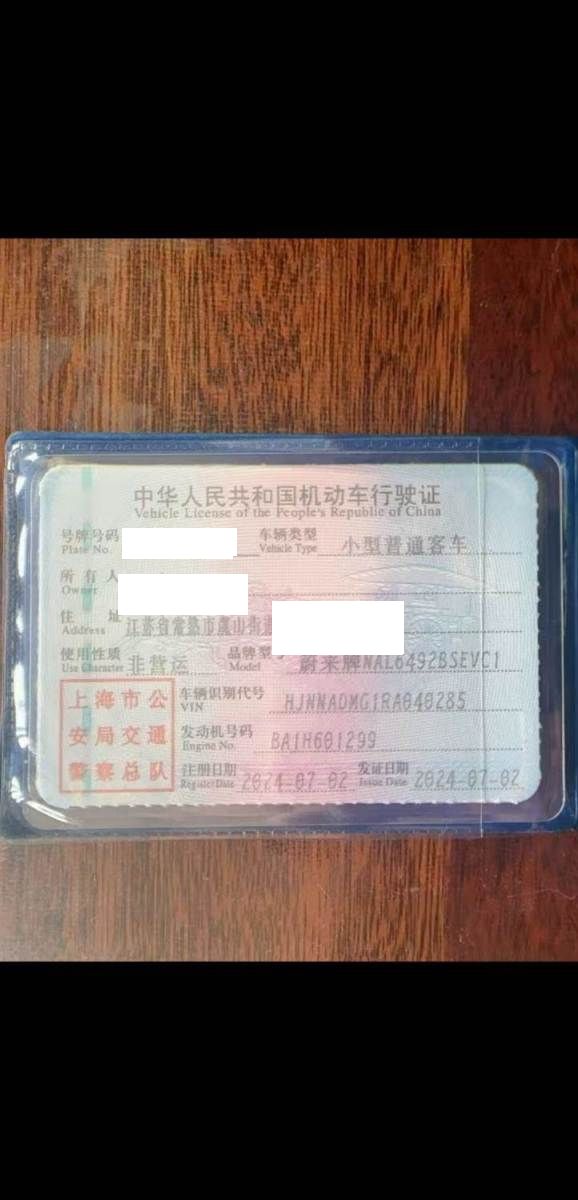 中华人民共和国机动车行驶证
Vehicle License of the People's Republic of China
号牌号码
Plate No.
车辆类型
Vehicle Type
小型普通客车
所有人
Owner
住址
Address
江苏省常熟市虞山街道
使用性质
Use Character
非营运
品牌型
Model
蔚来牌NAL6492BSEVC1
上海市公
安局交通
警察总队
车辆识别代号
VIN
HJNNADMG1RA040285
发动机号码
Engine No.
BA1H601299
注册日期
Register Date
2024-07-02
发证日期
Issue Date
2024-07-02